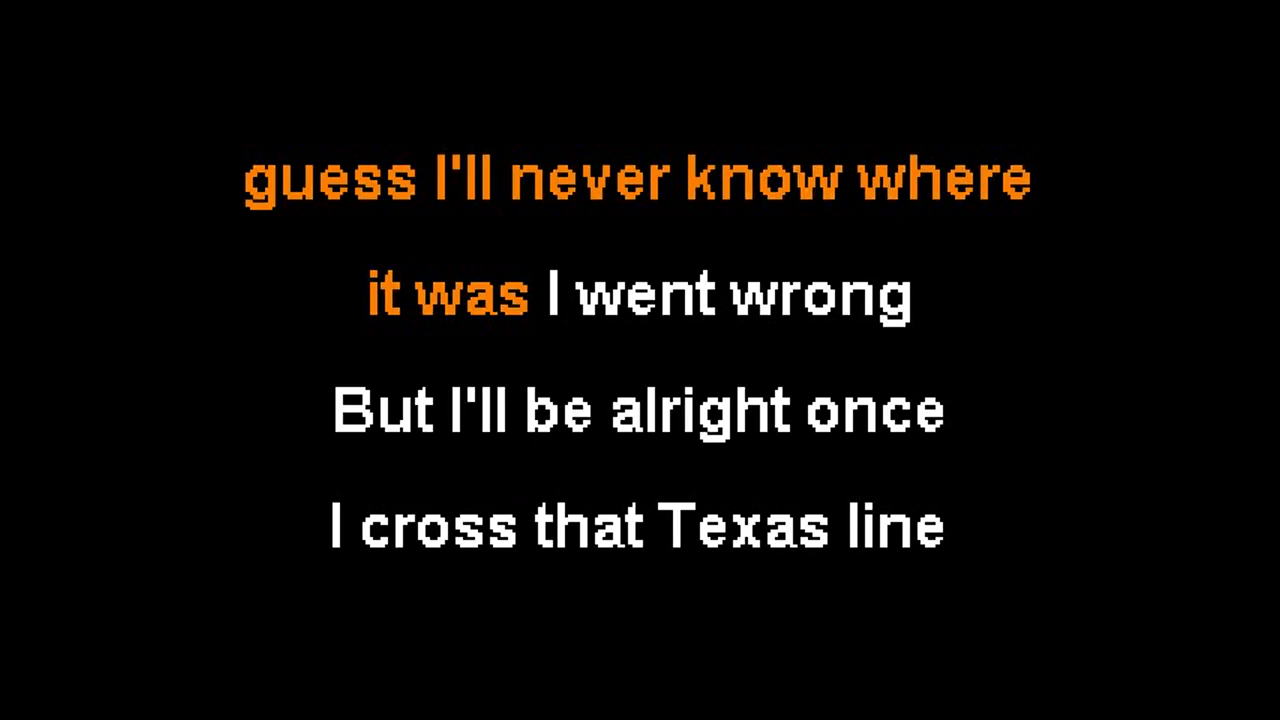 guess I'll never know where
it was I went wrong
But I'll be alright once
I cross that Texas line